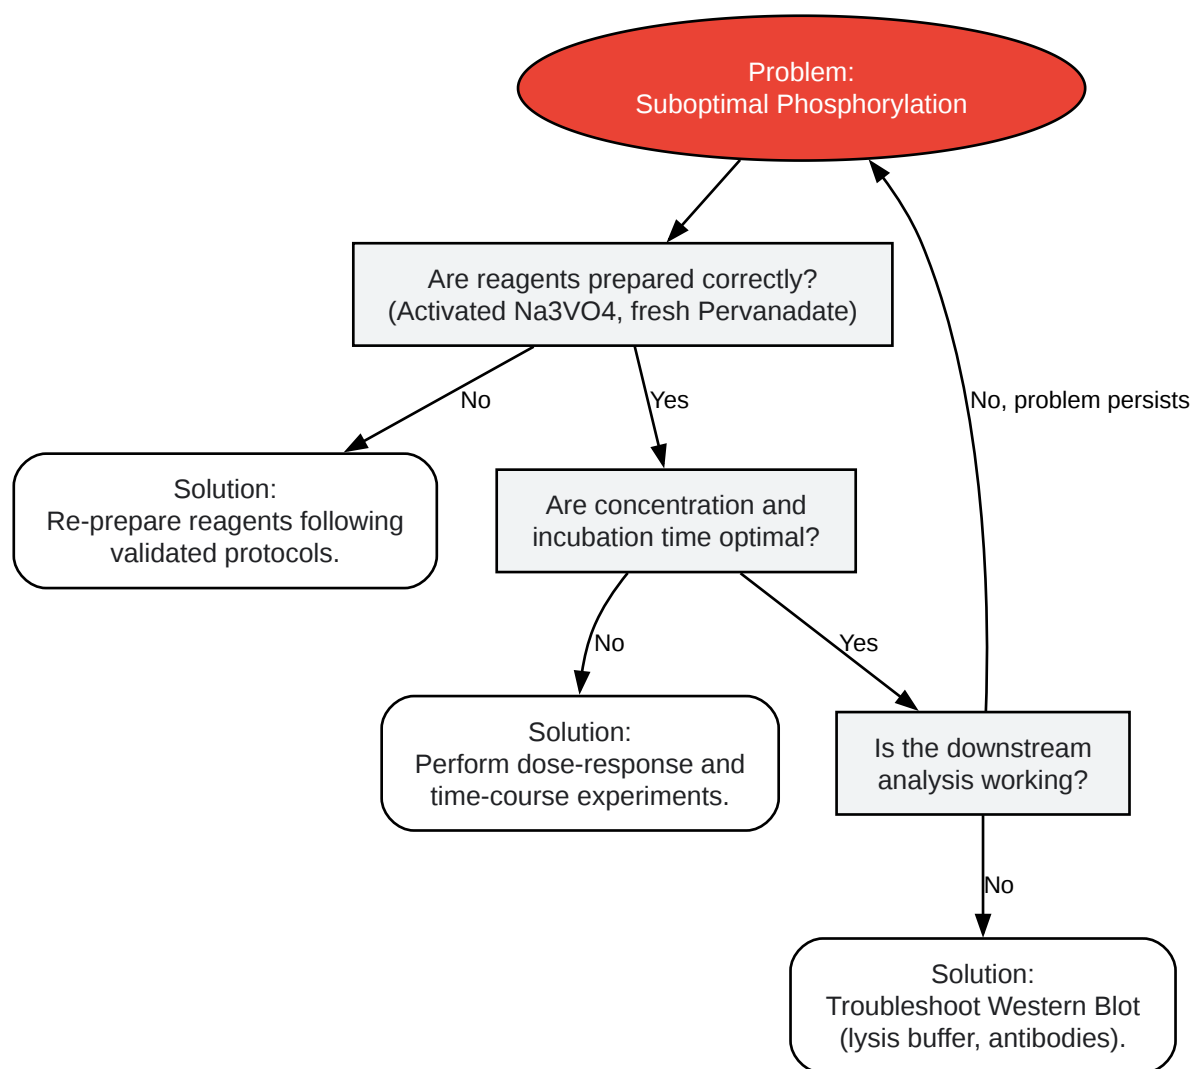 Problem:
Suboptimal Phosphorylation
Are reagents prepared correctly?
(Activated Na3VO4, fresh Pervanadate)
No
Yes
No, problem persists
Solution:
Re-prepare reagents following
validated protocols.
Are concentration and
incubation time optimal?
No
Yes
Solution:
Perform dose-response and
time-course experiments.
Is the downstream
analysis working?
No
Solution:
Troubleshoot Western Blot
(lysis buffer, antibodies).